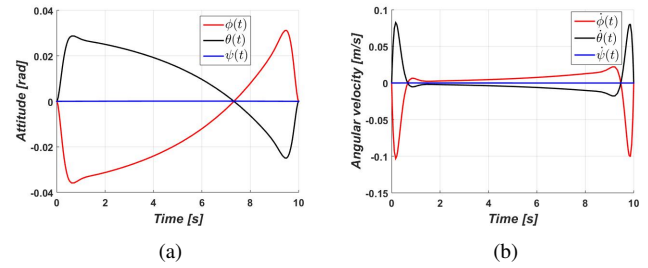 0.04
0.02
0
-0.02
-0.04
Attitude [rad]
0
2
4
6
8
10
Time [s]
ϕ(t)
θ(t)
ψ(t)
(a)
0.1
0.05
0
-0.05
-0.1
-0.15
Angular velocity [m/s]
0
2
4
6
8
10
Time [s]
ϕ̇(t)
θ̇(t)
ψ̇(t)
(b)